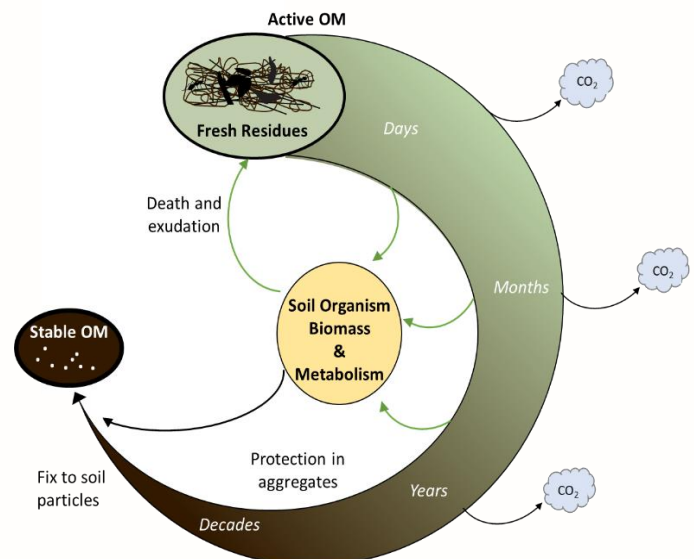 Active OM
Fresh Residues
Days
CO2
Death and
exudation
CO2
Months
Soil Organism
Biomass
&
Metabolism
Stable OM
Protection in
aggregates
Fix to soil
particles
Years
CO2
Decades